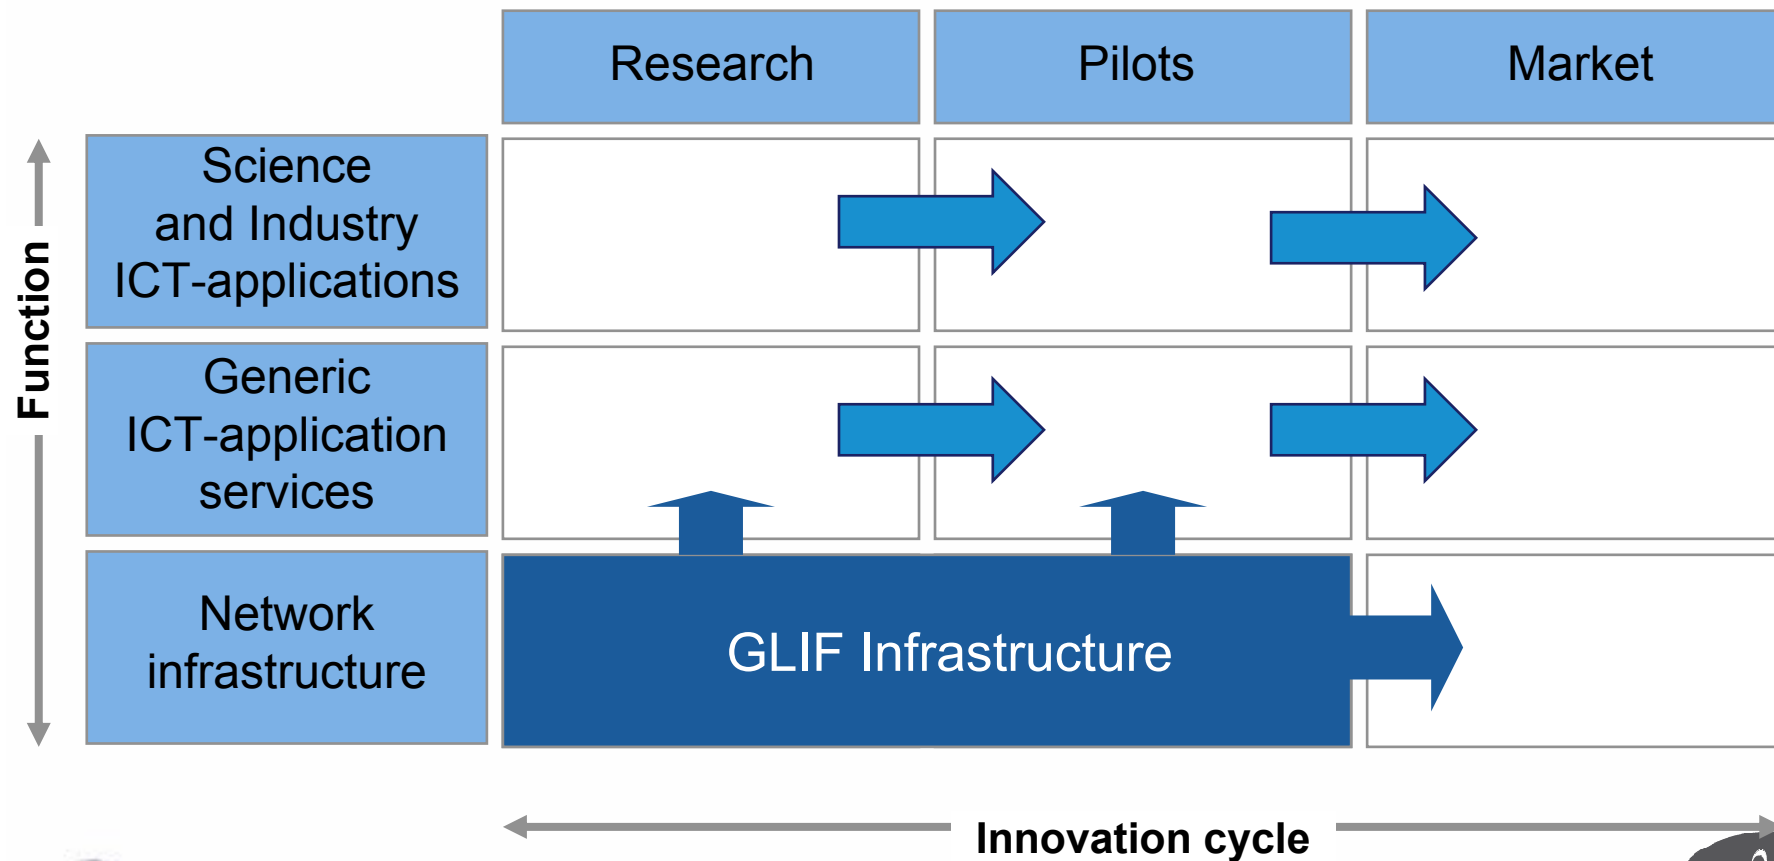 Research
Pilots
Market
Function
Science
and Industry
ICT-applications
Generic
ICT-application
services
Network
infrastructure
GLIF Infrastructure
Innovation cycle